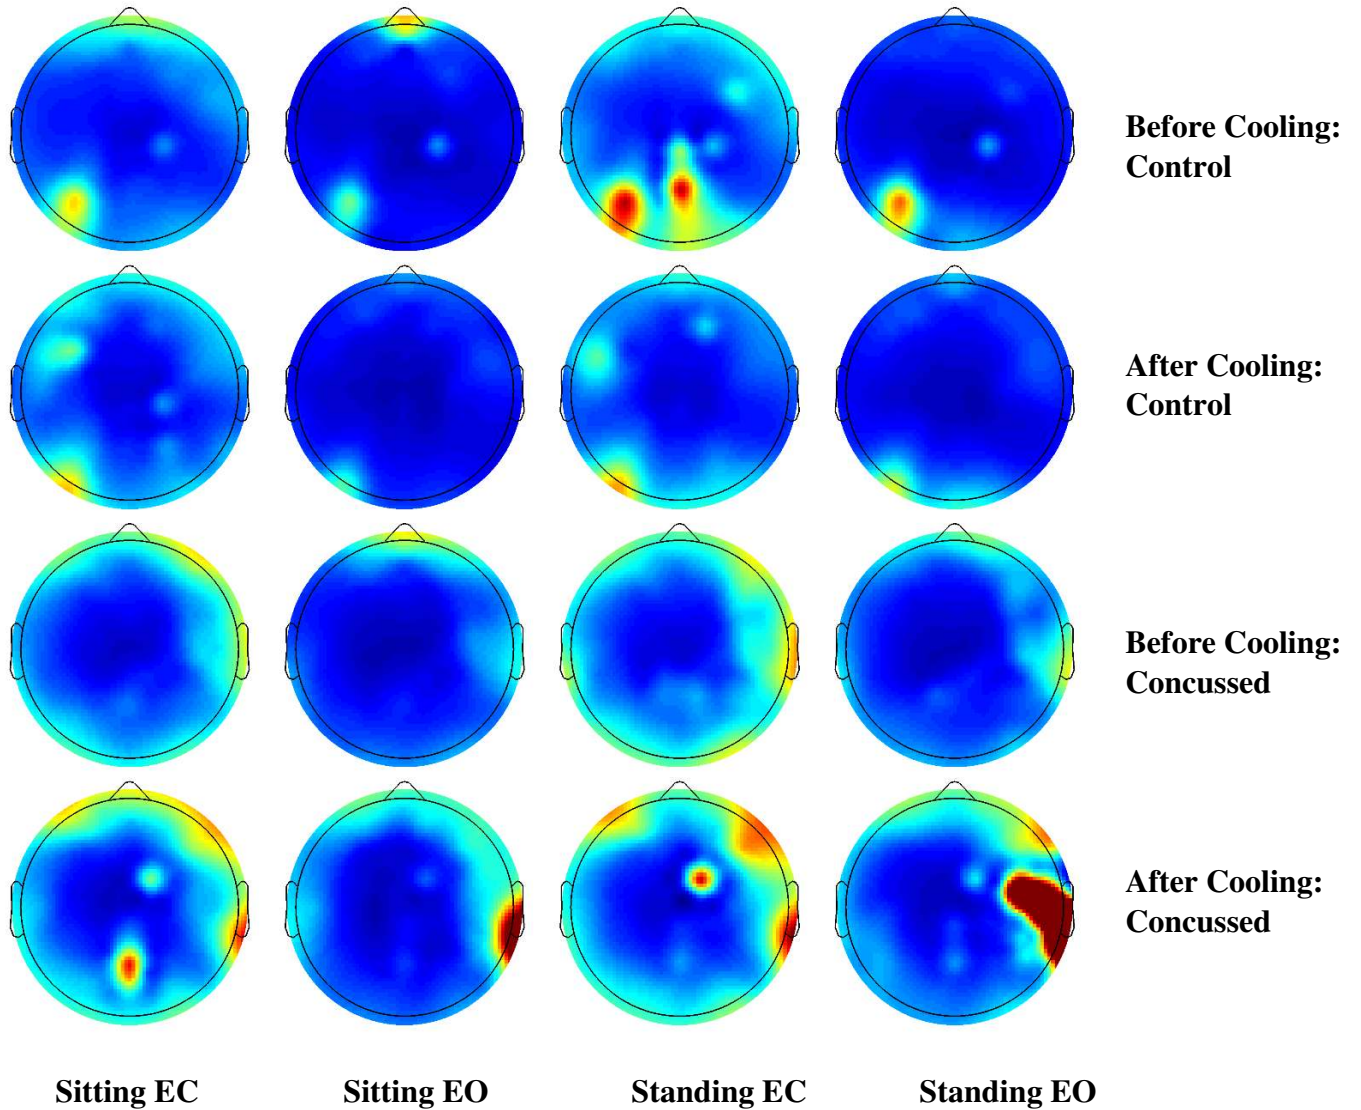 Before Cooling:
Control
After Cooling:
Control
Before Cooling:
Concussed
After Cooling:
Concussed
Sitting EC
Sitting EO
Standing EC
Standing EO